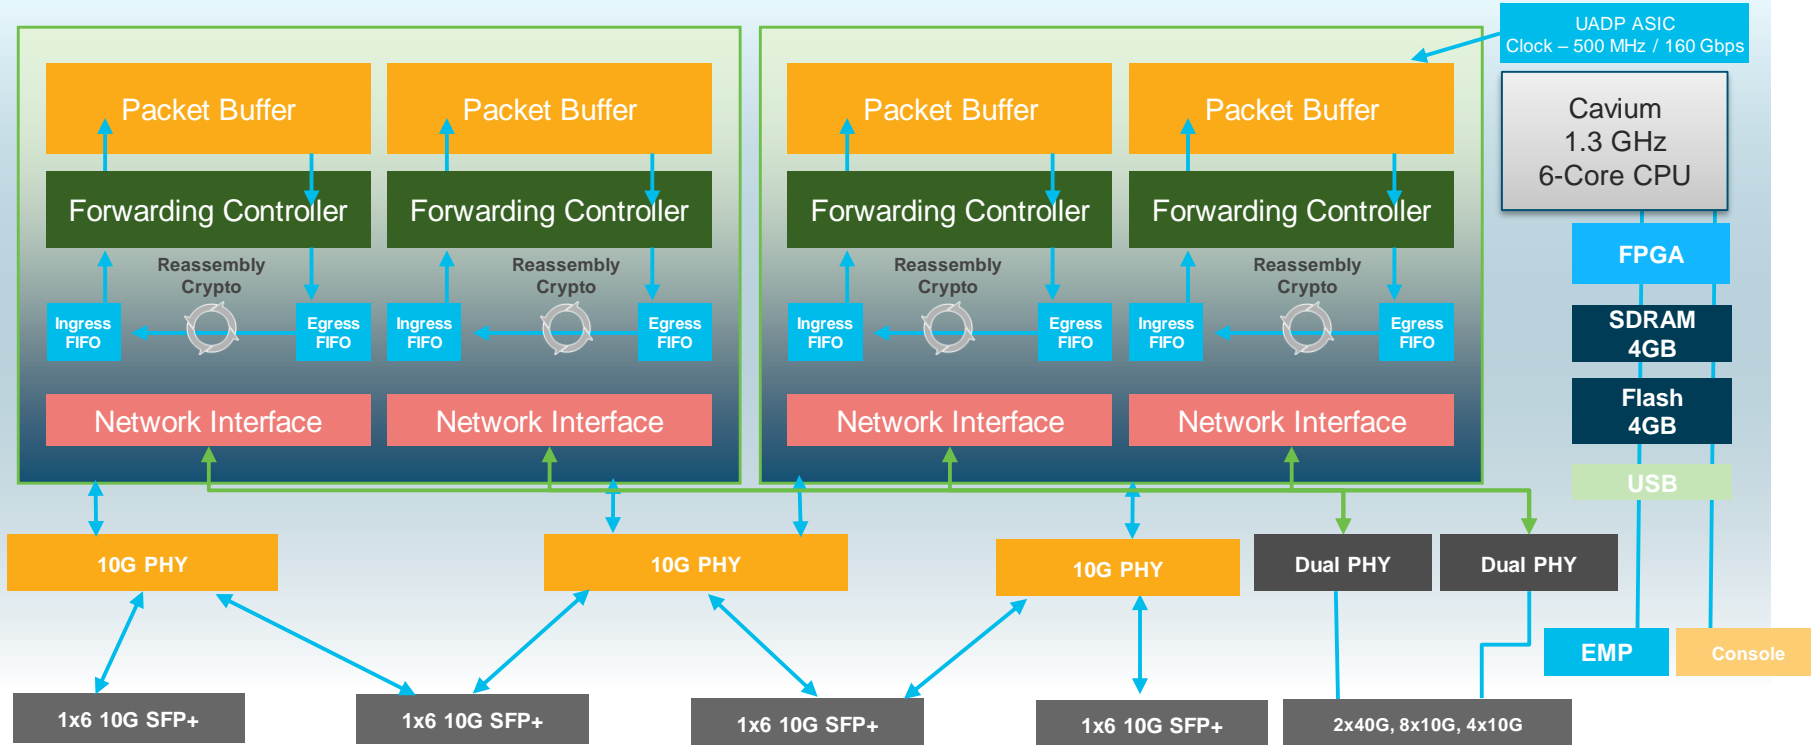 UADP ASIC
Clock – 500 MHz / 160 Gbps
Packet Buffer
Packet Buffer
Packet Buffer
Packet Buffer
Cavium
1.3 GHz
6-Core CPU
Forwarding Controller
Forwarding Controller
Forwarding Controller
Forwarding Controller
FPGA
Reassembly
Crypto
Reassembly
Crypto
Reassembly
Crypto
Reassembly
Crypto
Ingress
FIFO
Egress
FIFO
Ingress
FIFO
Egress
FIFO
Ingress
FIFO
Egress
FIFO
Ingress
FIFO
Egress
FIFO
SDRAM
4GB
Flash
4GB
Network Interface
Network Interface
Network Interface
Network Interface
USB
10G PHY
10G PHY
10G PHY
Dual PHY
Dual PHY
EMP
Console
1x6 10G SFP+
1x6 10G SFP+
1x6 10G SFP+
1x6 10G SFP+
2x40G, 8x10G, 4x10G